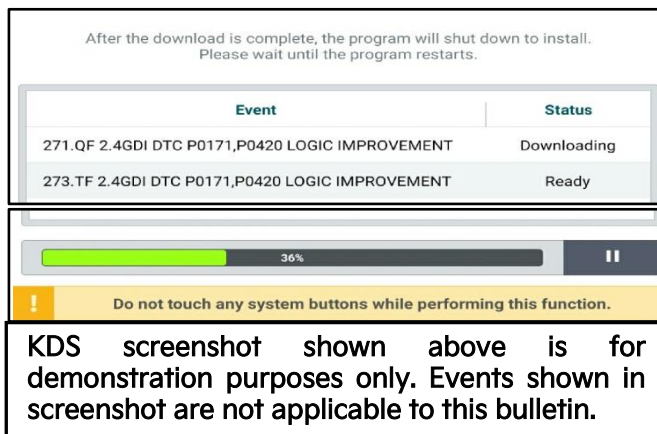 After the download is complete, the program will shut down to install.
Please wait until the program restarts.
Event Status
271.QF 2.4GDI DTC P0171,P0420 LOGIC IMPROVEMENT Downloading
273.TF 2.4GDI DTC P0171,P0420 LOGIC IMPROVEMENT Ready
36%
! Do not touch any system buttons while performing this function.
KDS screenshot shown above is for
demonstration purposes only. Events shown in
screenshot are not applicable to this bulletin.